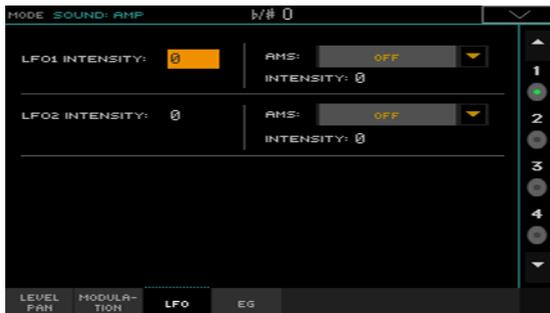 MODE SOUND: AMP
♭/# 0
LFO1 INTENSITY: 0
AMS: OFF
INTENSITY: 0
LFO2 INTENSITY: 0
AMS: OFF
INTENSITY: 0
1
2
3
4
LEVEL PAN
MODULA-TION
LFO
EG